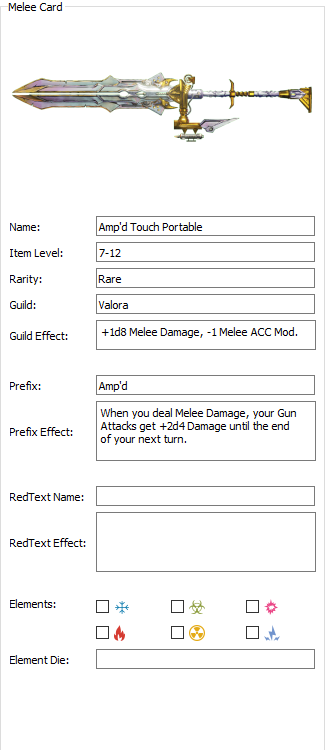 Melee Card
Name: Amp'd Touch Portable
Item Level: 7-12
Rarity: Rare
Guild: Valora
Guild Effect: +1d8 Melee Damage, -1 Melee ACC Mod.
Prefix: Amp'd
Prefix Effect: When you deal Melee Damage, your Gun
Attacks get +2d4 Damage until the end
of your next turn.
RedText Name:
RedText Effect:
Elements:
Element Die: